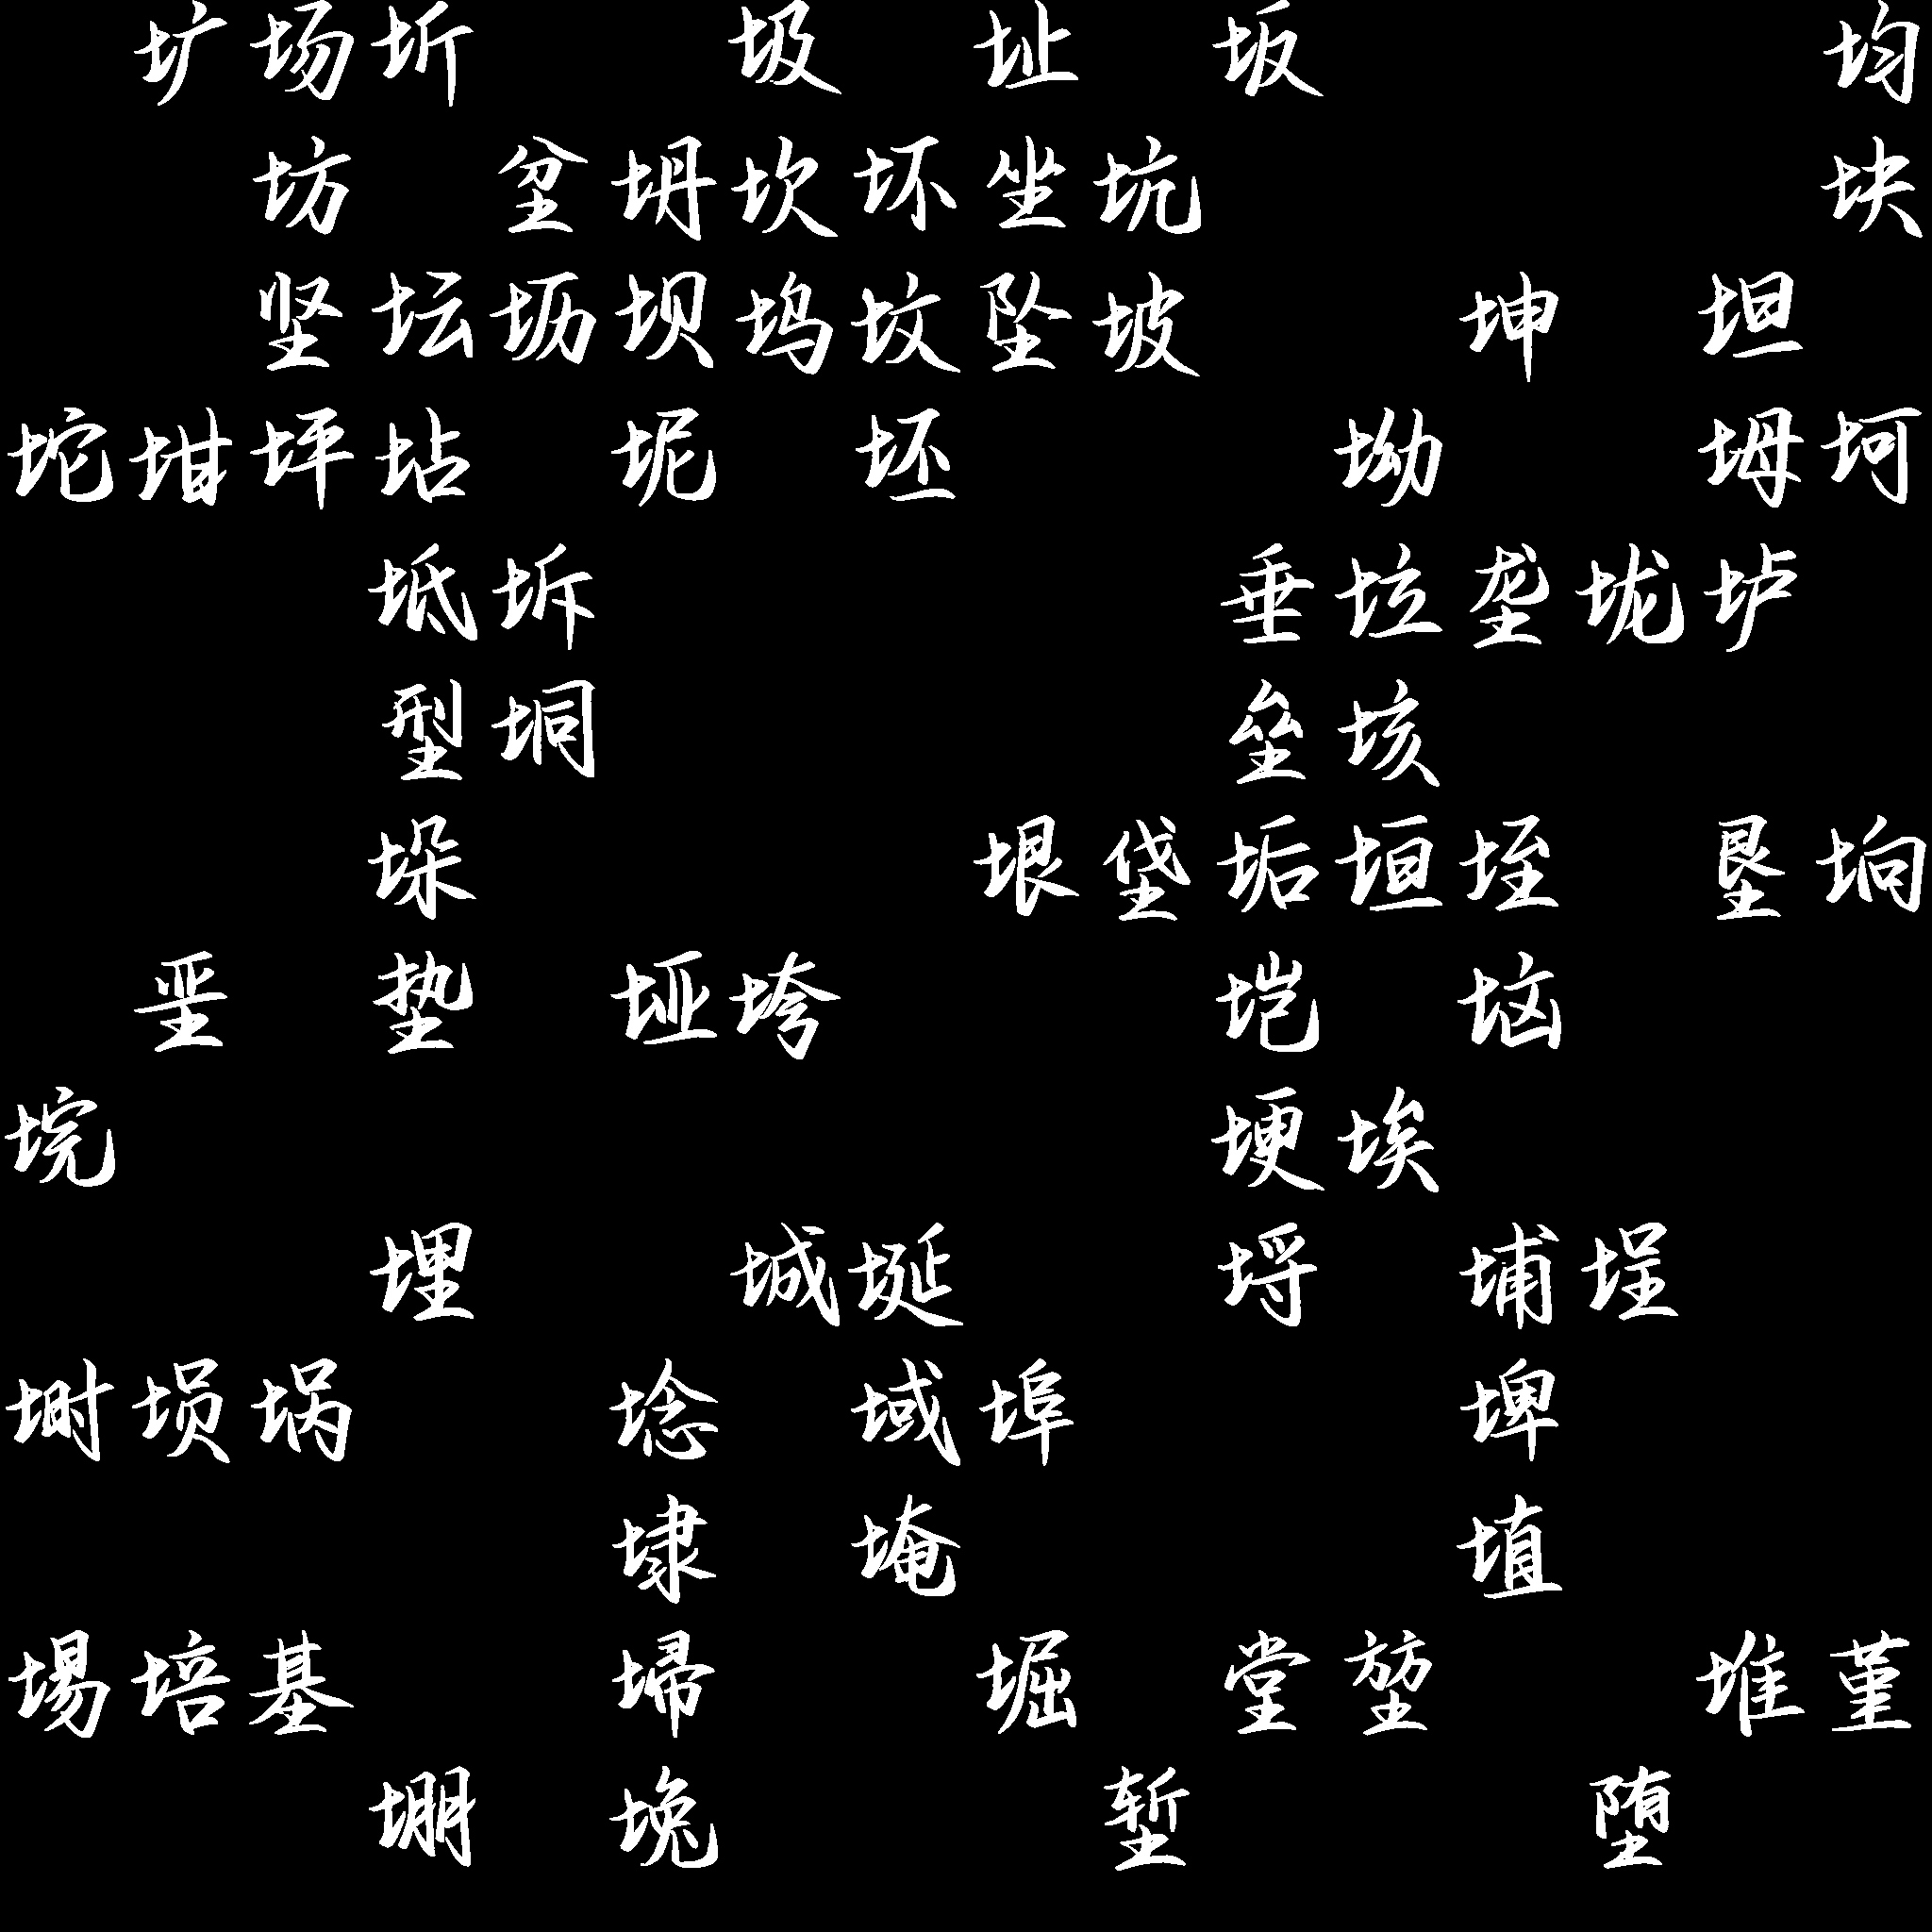 圹场圻圾址坂均
坊坌坍坎坏坐坑块
坚坛坜坝坞坟坠坡坤坦
坨坩坪坫坭坯坳坶坷
坻坼垂垃垄垅垆
型垌垒垓
垛垠垡垢垣垤垦垧
垩垫垭垮垲垴
垸埂埃
埋城埏埒埔埕
埘埙埚埝域埠埤
埭埯埴
埸培基埽堀堂堃堆堇
堋堍堑堕